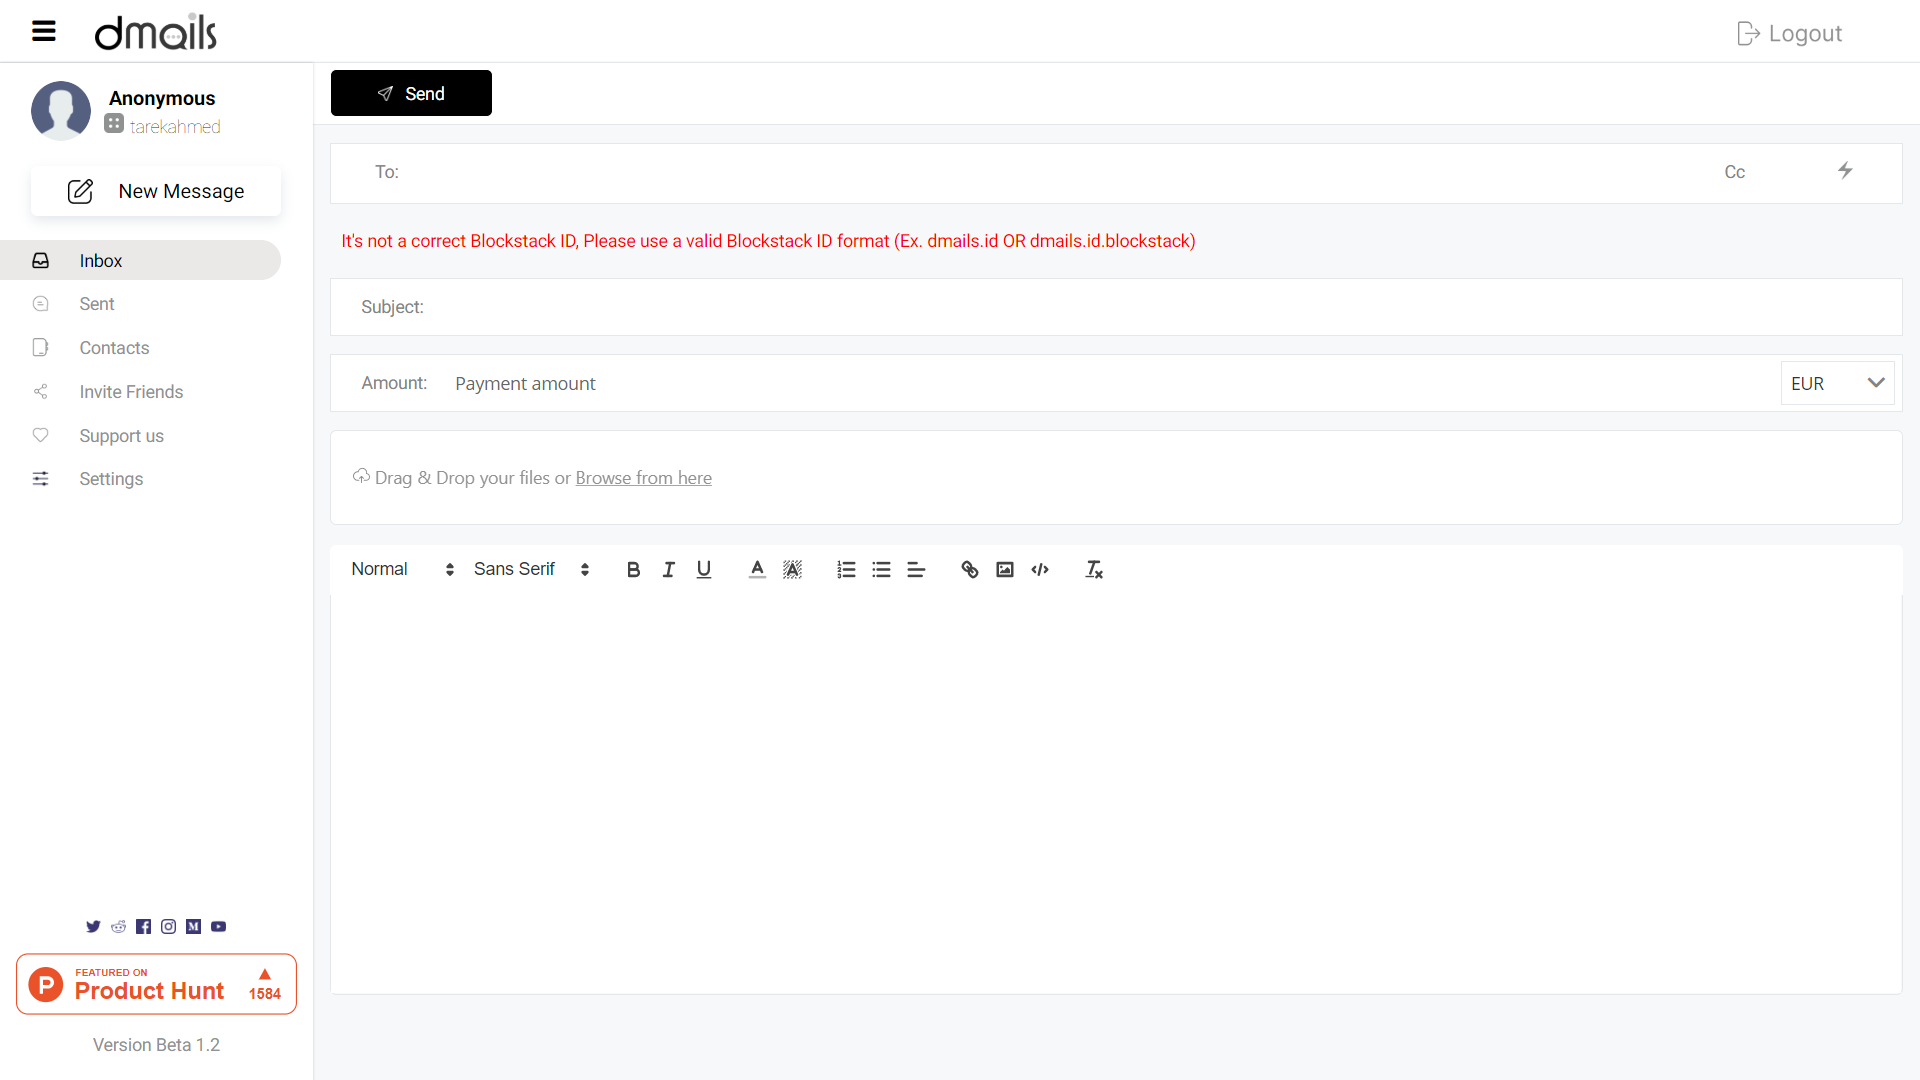 dmails
Logout
Anonymous
tarekahmed
New Message
Inbox
Sent
Contacts
Invite Friends
Support us
Settings
FEATURED ON
Product Hunt
1584
Version Beta 1.2
Send
To:
Cc
It's not a correct Blockstack ID, Please use a valid Blockstack ID format (Ex. dmails.id OR dmails.id.blockstack)
Subject:
Amount: Payment amount
EUR
Drag & Drop your files or Browse from here
Normal Sans Serif